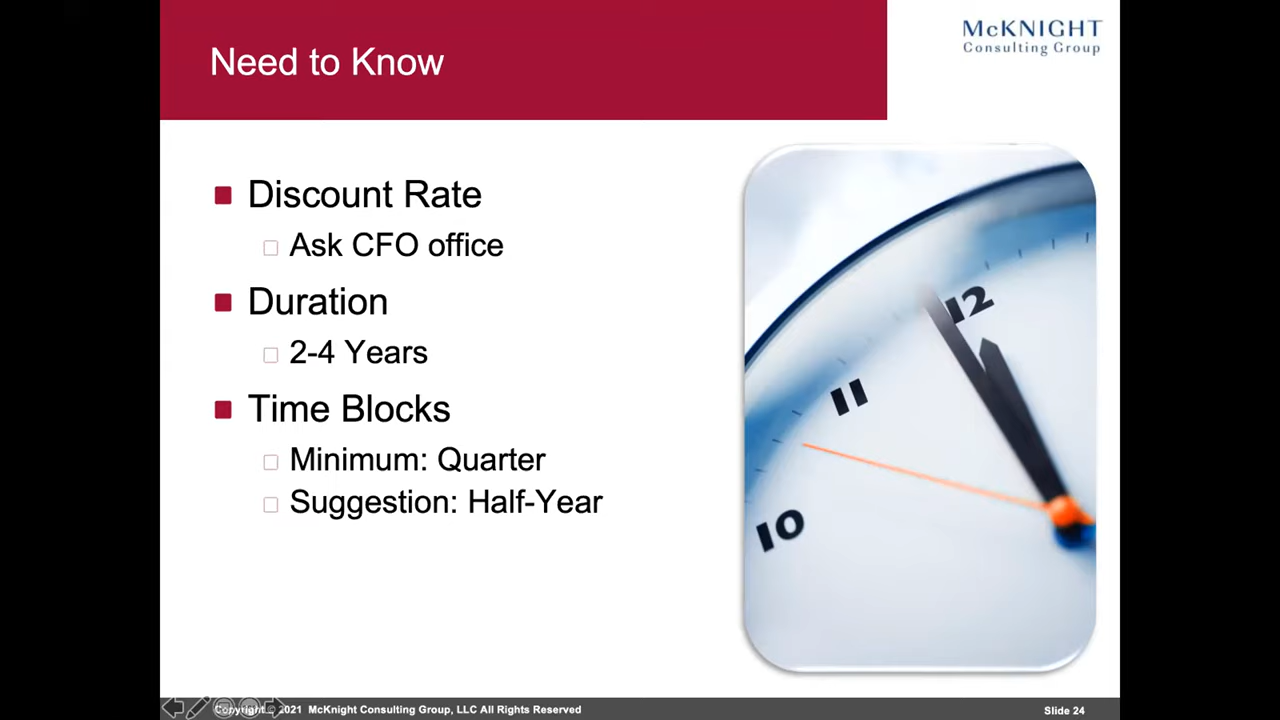 Need to Know
McKNIGHT
Consulting Group
Discount Rate
Ask CFO office
Duration
2-4 Years
Time Blocks
Minimum: Quarter
Suggestion: Half-Year
12
11
10
Copyright © 2021 McKnight Consulting Group, LLC All Rights Reserved
Slide 24